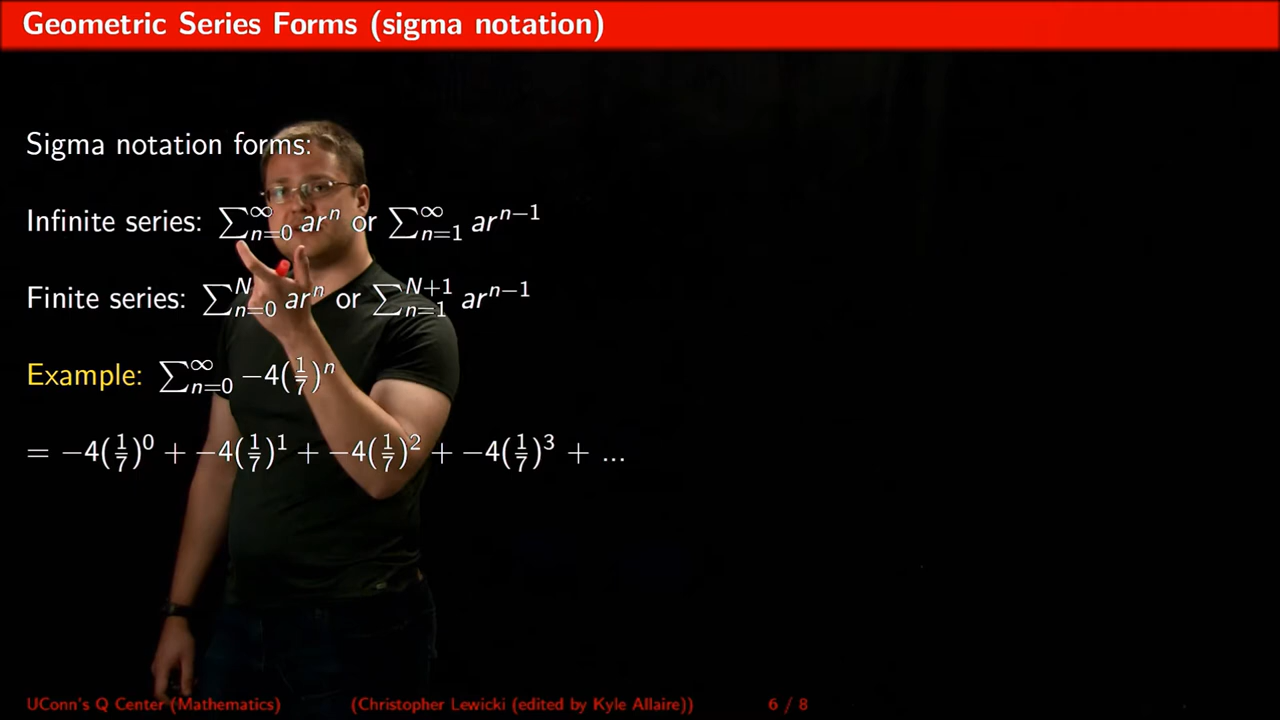 Geometric Series Forms (sigma notation)
Sigma notation forms:
Infinite series: ∑_{n=0}^{∞} ar^n or ∑_{n=1}^{∞} ar^{n−1}
Finite series: ∑_{n=0}^{N} ar^n or ∑_{n=1}^{N+1} ar^{n−1}
Example: ∑_{n=0}^{∞} −4(1/7)^n
= −4(1/7)^0 + −4(1/7)^1 + −4(1/7)^2 + −4(1/7)^3 + ...
UConn's Q Center (Mathematics) (Christopher Lewicki (edited by Kyle Allaire)) 6 / 8